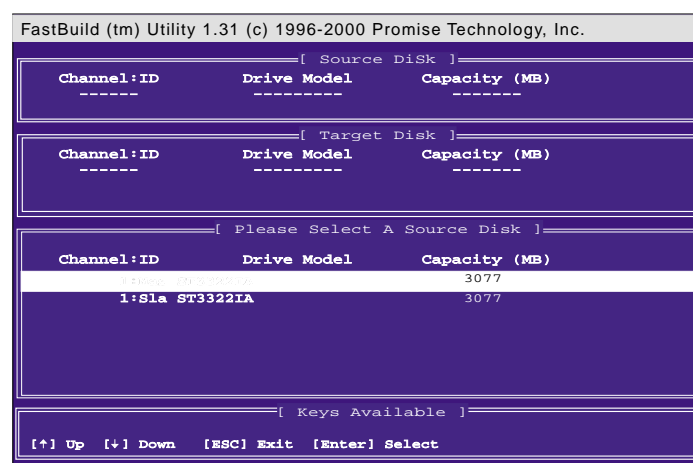 FastBuild (tm) Utility 1.31 (c) 1996-2000 Promise Technology, Inc.
[ Source DiSk ]
Channel:ID Drive Model Capacity (MB)
------ --------- -------
[ Target Disk ]
Channel:ID Drive Model Capacity (MB)
------ --------- -------
[ Please Select A Source Disk ]
Channel:ID Drive Model Capacity (MB)
3077
1:Sla ST3322IA 3077
[ Keys Available ]
[↑] Up [↓] Down [ESC] Exit [Enter] Select